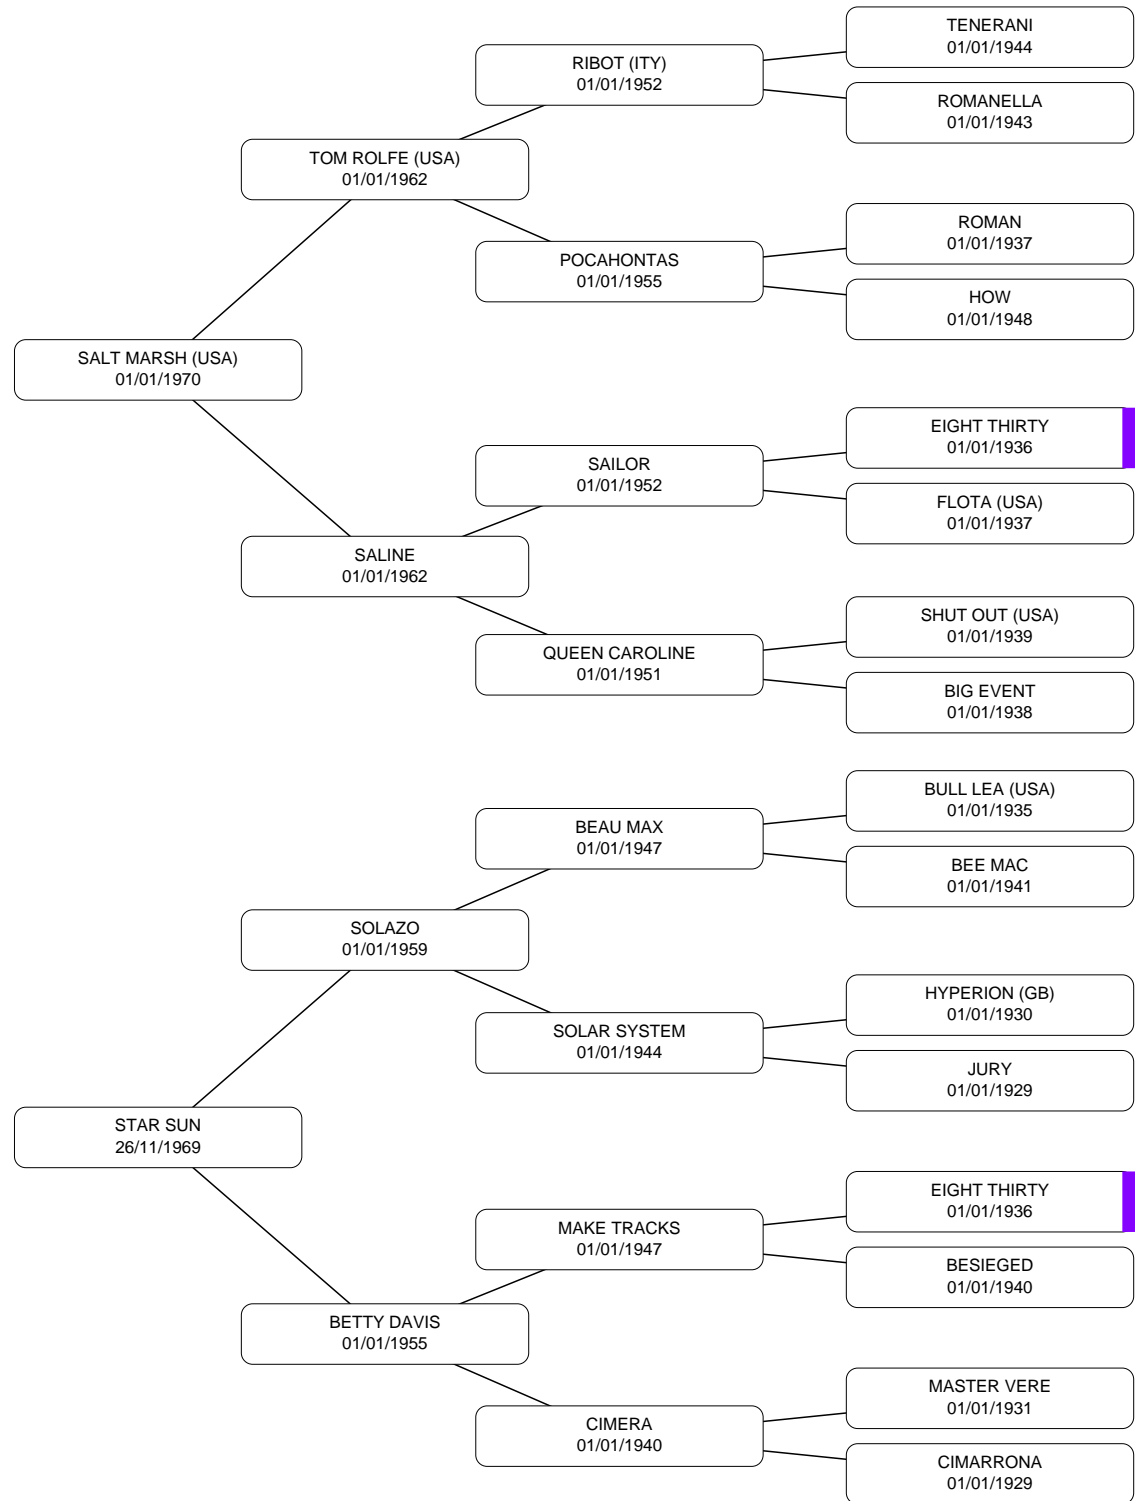 TENERANI
01/01/1944
RIBOT (ITY)
01/01/1952
ROMANELLA
01/01/1943
TOM ROLFE (USA)
01/01/1962
ROMAN
01/01/1937
POCAHONTAS
01/01/1955
HOW
01/01/1948
SALT MARSH (USA)
01/01/1970
EIGHT THIRTY
01/01/1936
SAILOR
01/01/1952
FLOTA (USA)
01/01/1937
SALINE
01/01/1962
SHUT OUT (USA)
01/01/1939
QUEEN CAROLINE
01/01/1951
BIG EVENT
01/01/1938
BULL LEA (USA)
01/01/1935
BEAU MAX
01/01/1947
BEE MAC
01/01/1941
SOLAZO
01/01/1959
HYPERION (GB)
01/01/1930
SOLAR SYSTEM
01/01/1944
JURY
01/01/1929
STAR SUN
26/11/1969
EIGHT THIRTY
01/01/1936
MAKE TRACKS
01/01/1947
BESIEGED
01/01/1940
BETTY DAVIS
01/01/1955
MASTER VERE
01/01/1931
CIMERA
01/01/1940
CIMARRONA
01/01/1929